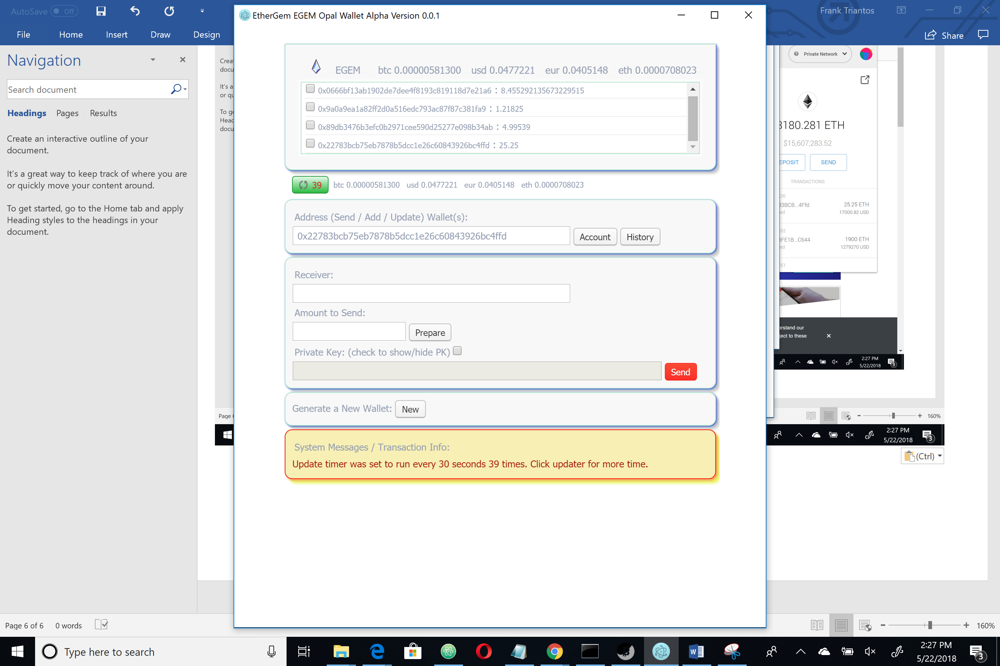 AutoSave Off
Frank Triantos
File Home Insert Draw Design
Share
Navigation
Search document
Headings Pages Results
Create an interactive outline of your
document.
It's a great way to keep track of where you are
or quickly move your content around.
To get started, go to the Home tab and apply
Heading styles to the headings in your
document.
EtherGem EGEM Opal Wallet Alpha Version 0.0.1
EGEM btc 0.00000581300 usd 0.0477221 eur 0.0405148 eth 0.0000708023
0x0666bf13ab1902de7dee4f8193c819118d7e21a6 : 8.455292135673229515
0x9a0a9ea1a82ff2d0a516edc793ac87f87c381fa9 : 1.21825
0x89db3476b3efc0b2971cee590d25277e098b34ab : 4.99539
0x22783bcb75eb7878b5dcc1e26c60843926bc4ffd : 25.25
39 btc 0.00000581300 usd 0.0477221 eur 0.0405148 eth 0.0000708023
Address (Send / Add / Update) Wallet(s):
0x22783bcb75eb7878b5dcc1e26c60843926bc4ffd Account History
Receiver:
Amount to Send:
Prepare
Private Key: (check to show/hide PK)
Send
Generate a New Wallet: New
System Messages / Transaction Info:
Update timer was set to run every 30 seconds 39 times. Click updater for more time.
Private Network
3180.281 ETH
$15,607,283.52
EPOSIT SEND
TRANSACTIONS
:26
33BCB...4Ffd 25.25 ETH
ed 17000.82 USD
:02
3FE1B...C644 1900 ETH
ed 1279270 USD
:51
erstand our
ject to these
2:27 PM
5/22/2018
3
160%
2:27 PM
5/22/2018
3
(Ctrl)
Page 6 of 6 0 words
160%
Type here to search
2:27 PM
5/22/2018
3